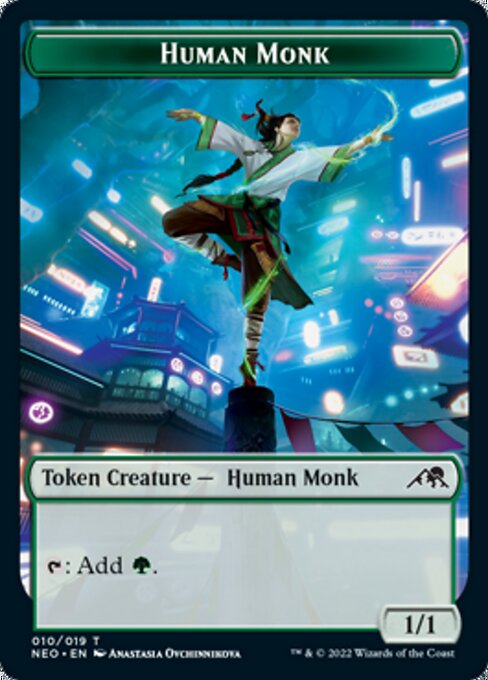 Human Monk
Token Creature — Human Monk
: Add .
1/1
010/019 T
NEO • EN Anastasia Ovchinnikova
™ & © 2022 Wizards of the Coast